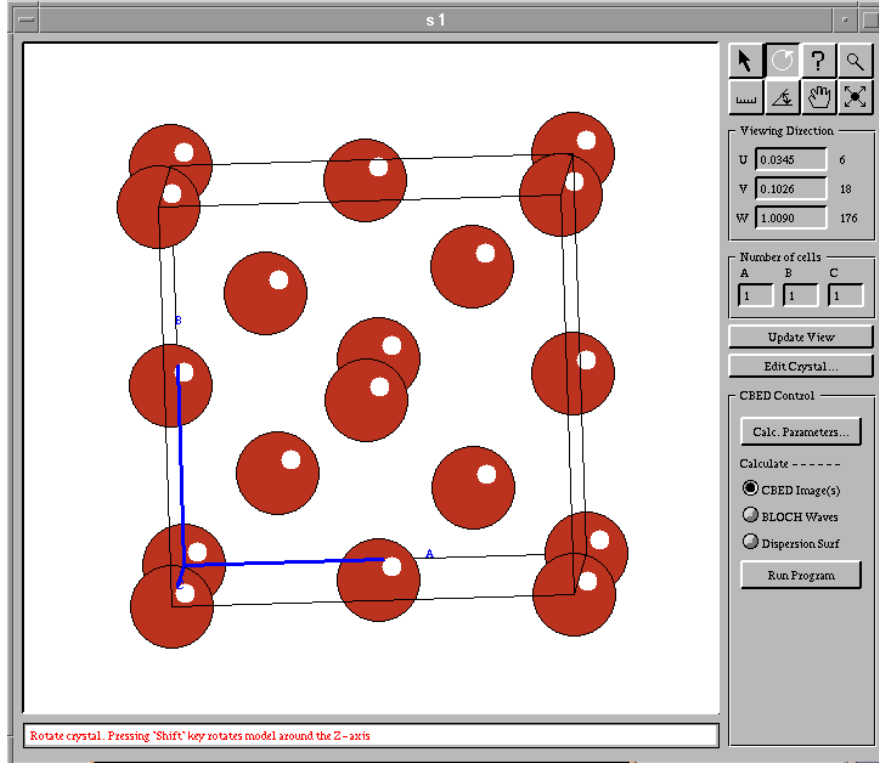 s 1
?
Viewing Direction
U 0.0345 6
V 0.1026 18
W 1.0090 176
Number of cells
A B C
1 1 1
Update View
Edit Crystal...
CBED Control
Calc. Parameters...
Calculate ------
CBED Image(s)
BLOCH Waves
Dispersion Surf
Run Program
B
A
C
Rotate crystal. Pressing 'Shift' key rotates model around the Z-axis